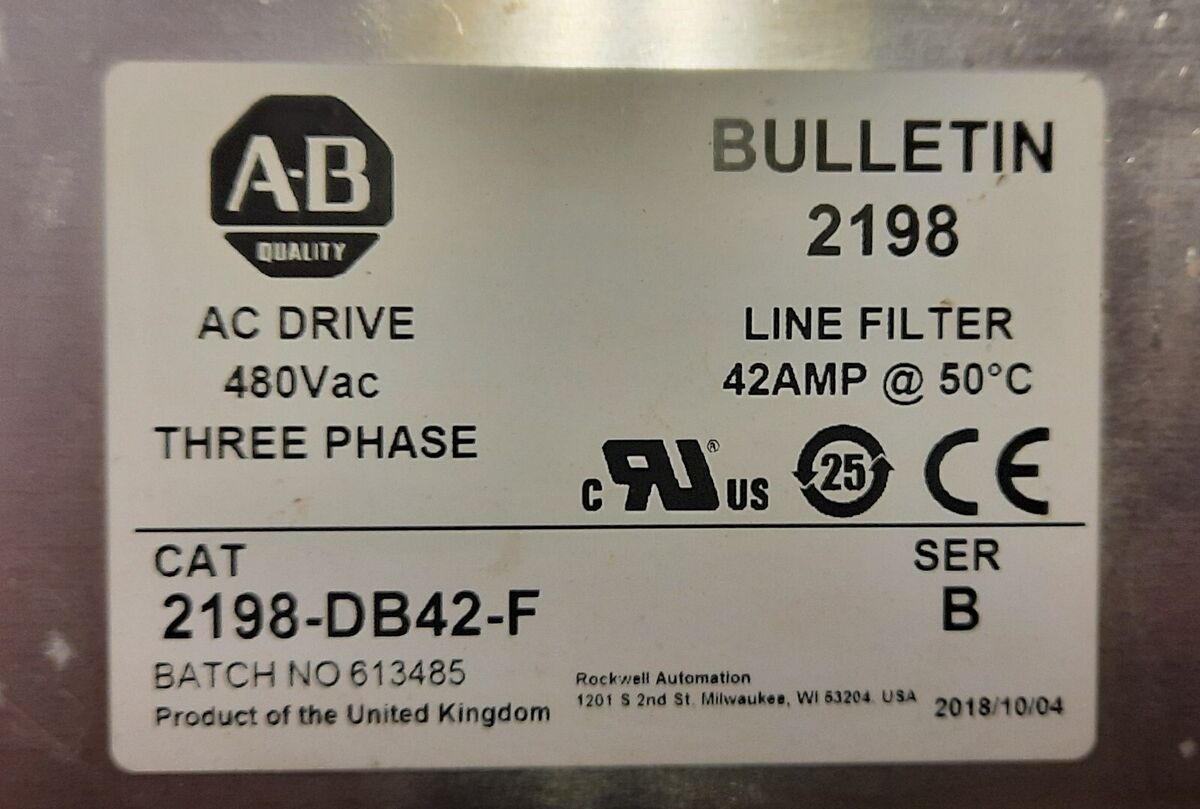 A-B
QUALITY
BULLETIN
2198
AC DRIVE
480Vac
THREE PHASE
LINE FILTER
42AMP @ 50°C
c RU® US 25 CE
CAT
2198-DB42-F
SER
B
BATCH NO 613485
Product of the United Kingdom
Rockwell Automation
1201 S 2nd St. Milwaukee, WI 53204. USA
2018/10/04